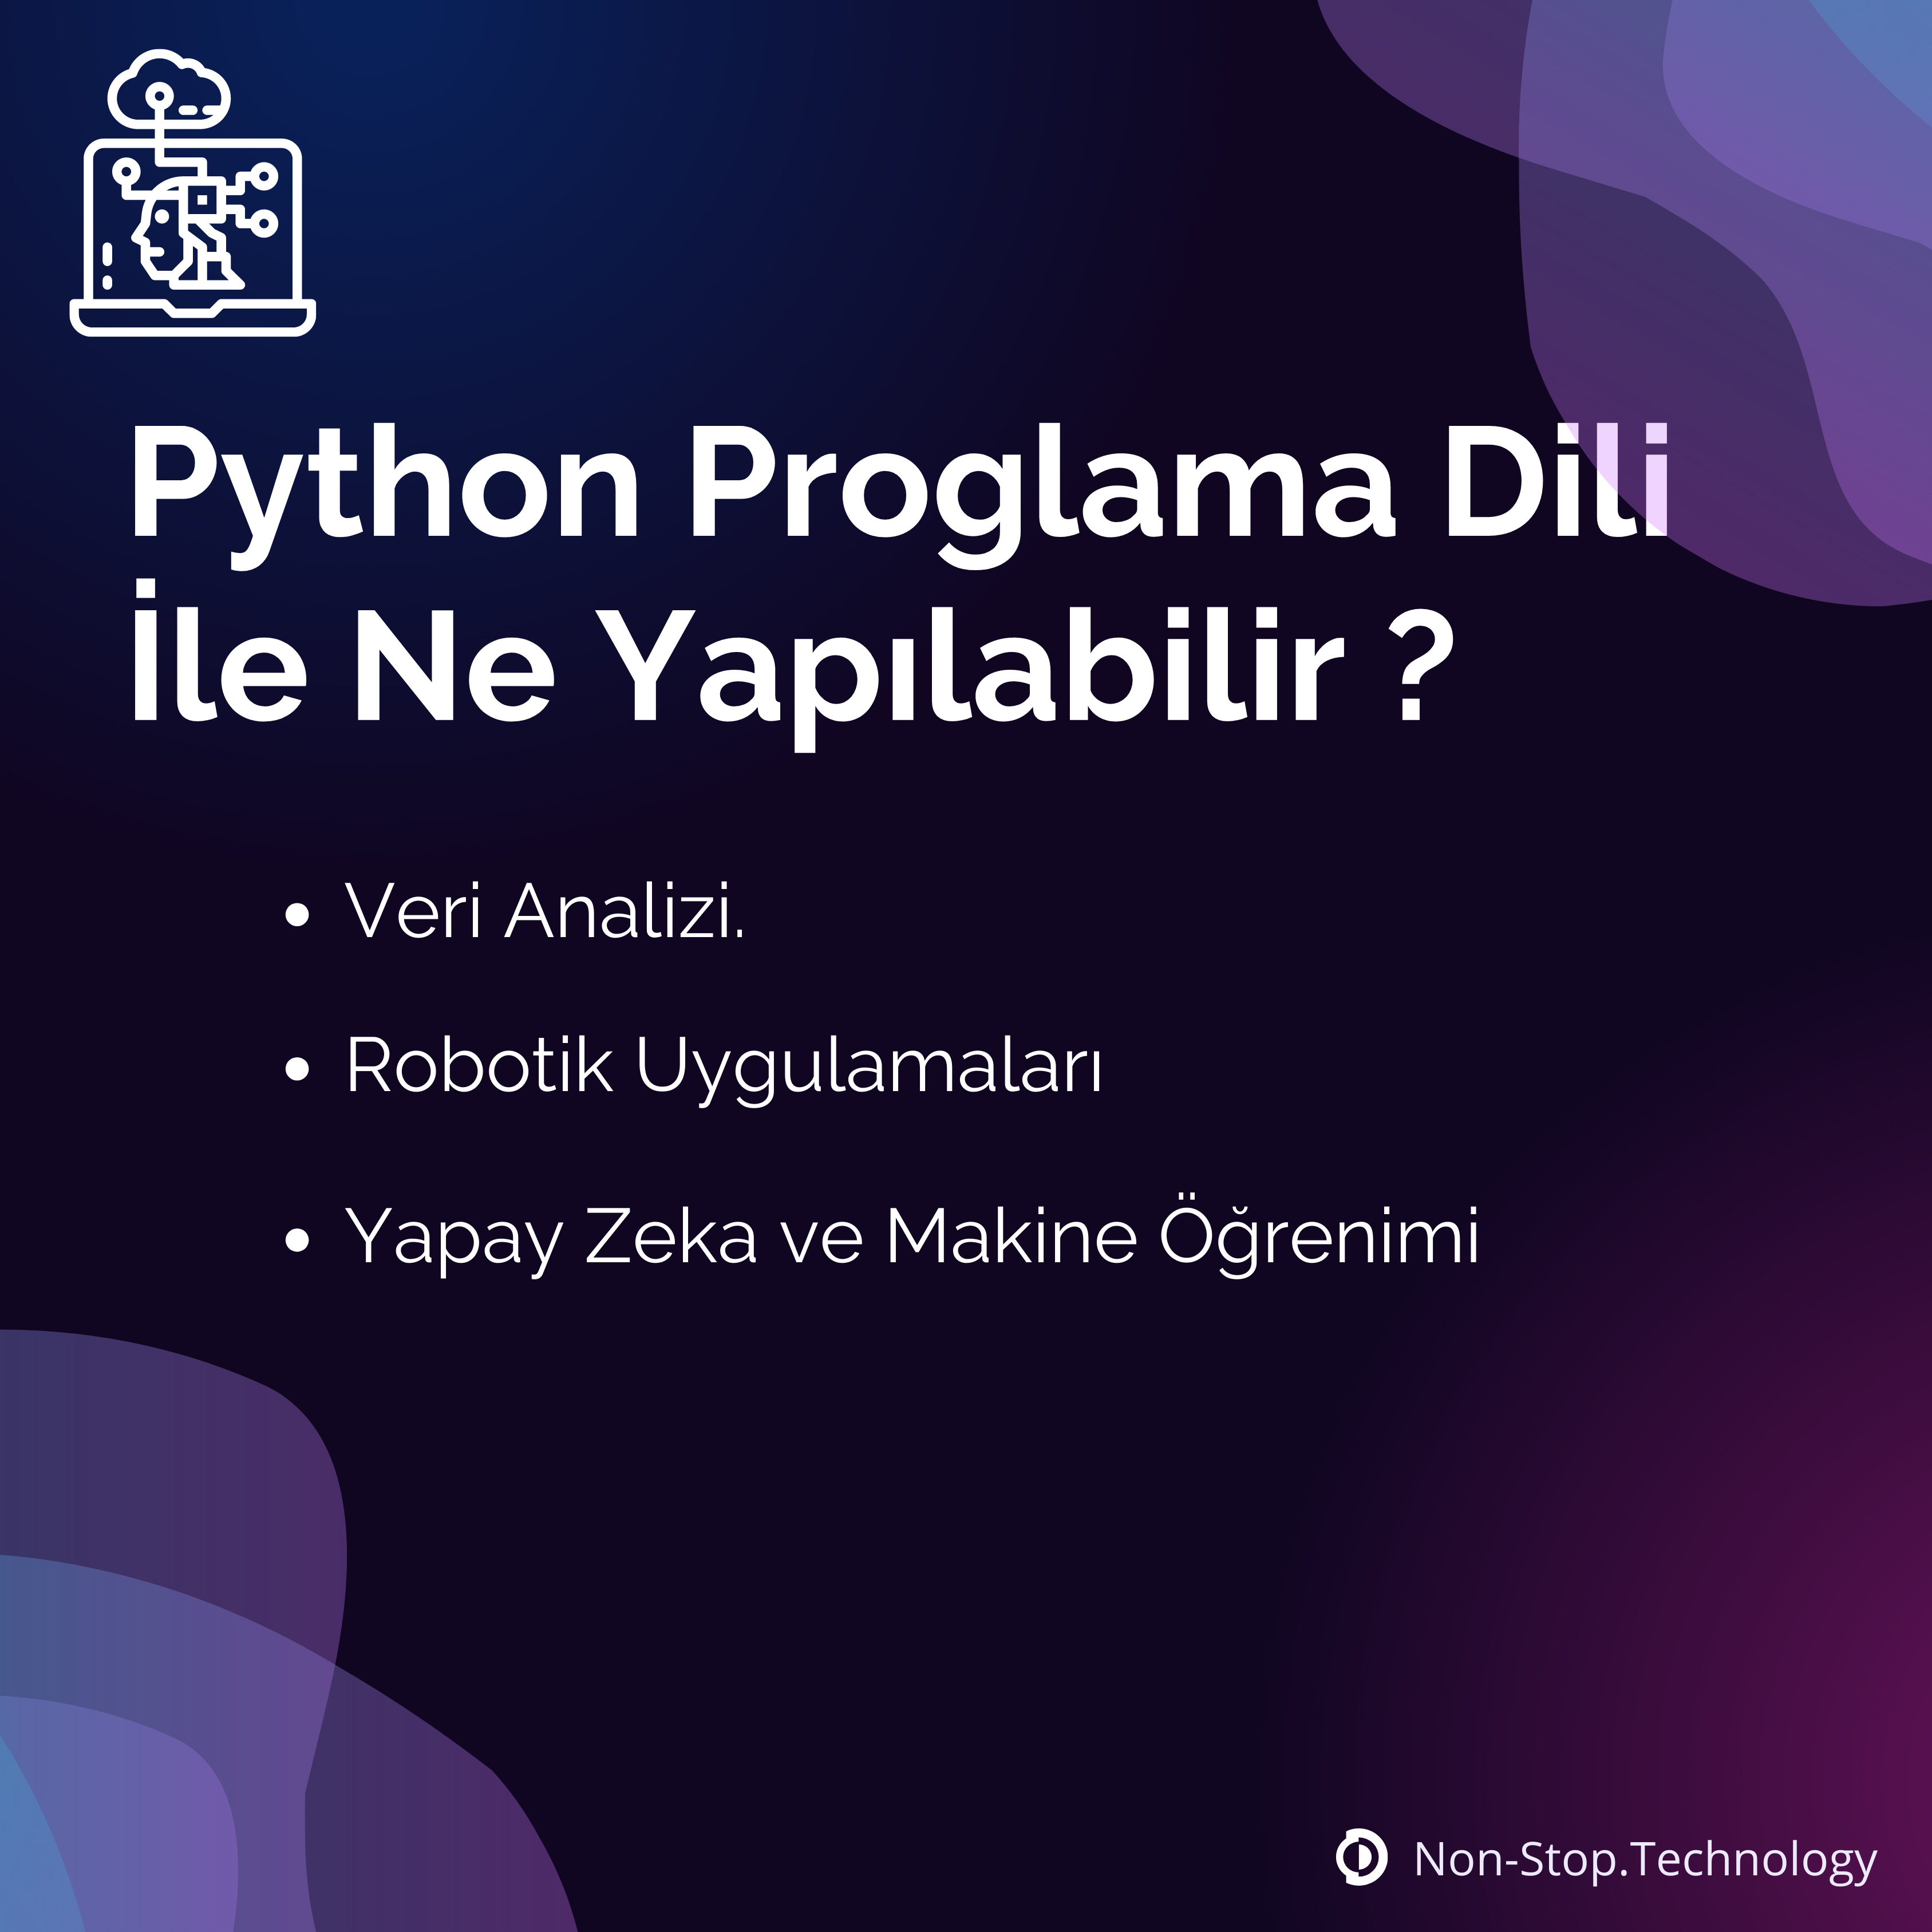 Python Proglama Dili
İle Ne Yapılabilir ?
• Veri Analizi.
• Robotik Uygulamaları
• Yapay Zeka ve Makine Öğrenimi
Non-Stop.Technology